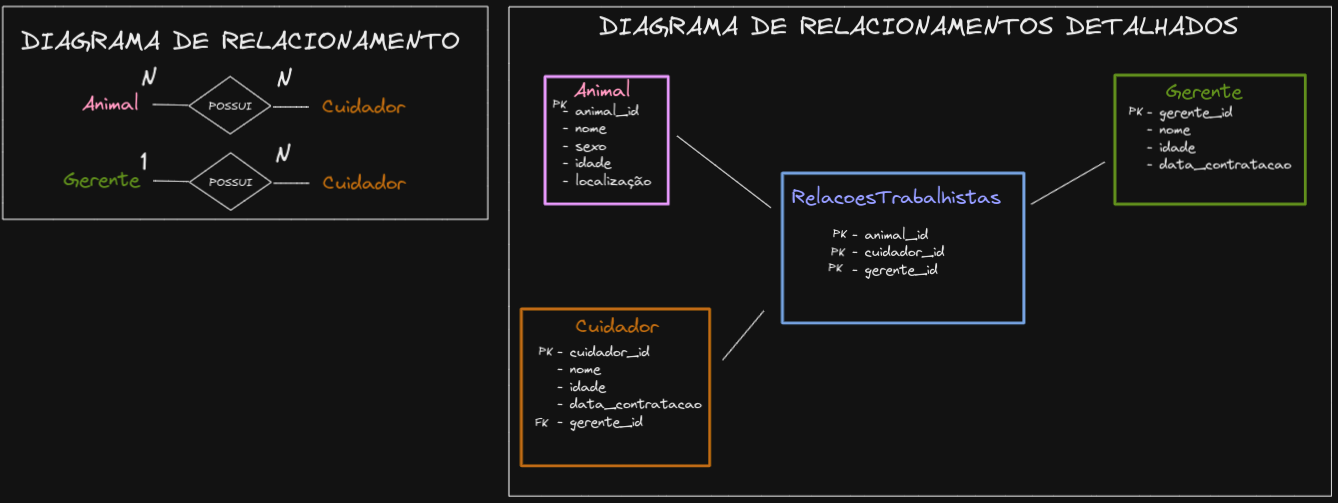 DIAGRAMA DE RELACIONAMENTO
N N
Animal POSSUI Cuidador
1 N
Gerente POSSUI Cuidador
DIAGRAMA DE RELACIONAMENTOS DETALHADOS
Animal
PK - animal_id
- nome
- sexo
- idade
- localização
Gerente
PK - gerente_id
- nome
- idade
- data_contratacao
RelacoesTrabalhistas
PK - animal_id
PK - cuidador_id
PK - gerente_id
Cuidador
PK - cuidador_id
- nome
- idade
- data_contratacao
FK - gerente_id